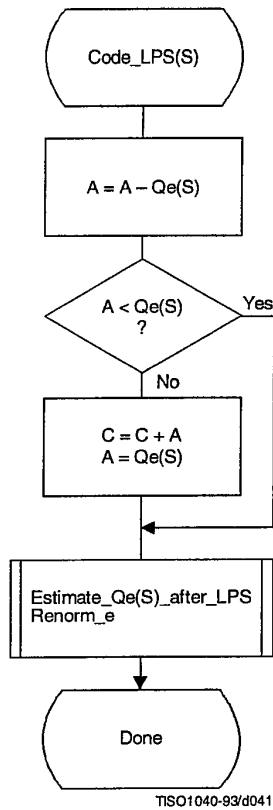 Code_LPS(S)
A = A – Qe(S)
A < Qe(S)
?
Yes
No
C = C + A
A = Qe(S)
Estimate_Qe(S)_after_LPS
Renorm_e
Done
TISO1040-93/d041